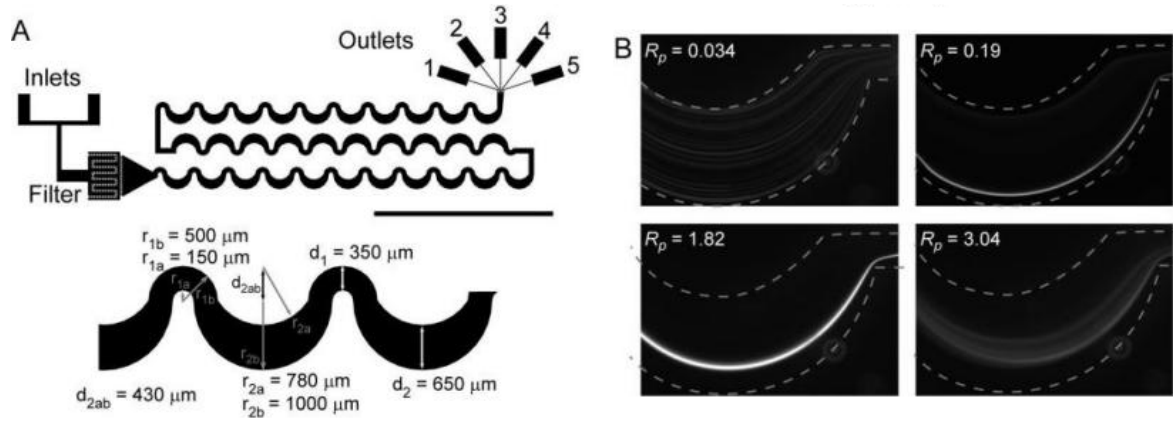 A
Inlets
Filter
Outlets
1
2
3
4
5
r1b = 500 μm
r1a = 150 μm
r1a
r1b
d2ab
r2a
r2b
d1 = 350 μm
d2ab = 430 μm
r2a = 780 μm
r2b = 1000 μm
d2 = 650 μm
B
Rp = 0.034
Rp = 0.19
Rp = 1.82
Rp = 3.04